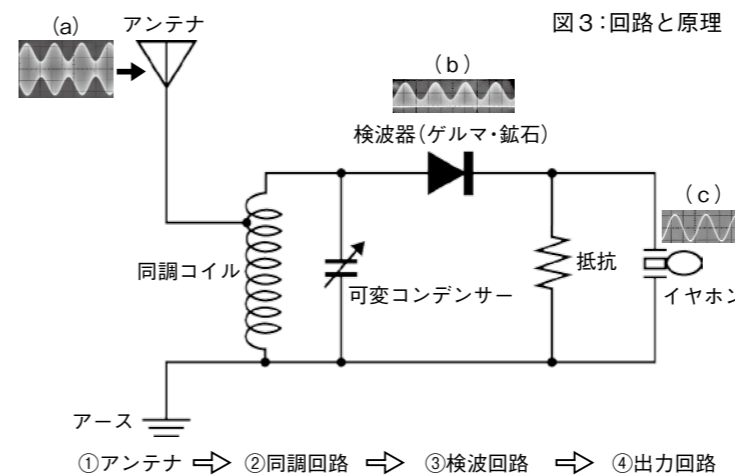 図3：回路と原理
(a)
アンテナ
(b)
検波器(ゲルマ・鉱石)
(c)
同調コイル
可変コンデンサー
抵抗
イヤホン
アース
①アンテナ ⇨ ②同調回路 ⇨ ③検波回路 ⇨ ④出力回路